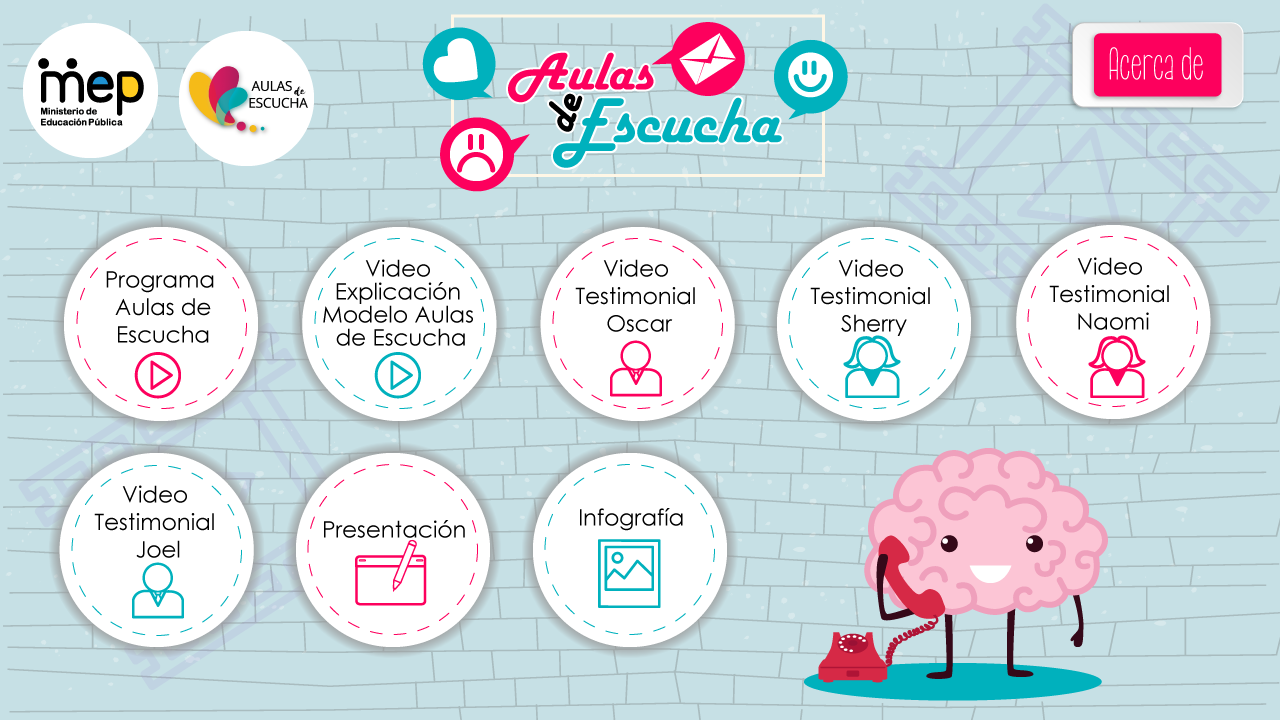 mep
Ministerio de
Educación Pública
AULAS de
ESCUCHA
Aulas
de
Escucha
Acerca de
Programa
Aulas de
Escucha
Video
Explicación
Modelo Aulas
de Escucha
Video
Testimonial
Oscar
Video
Testimonial
Sherry
Video
Testimonial
Naomi
Video
Testimonial
Joel
Presentación
Infografía